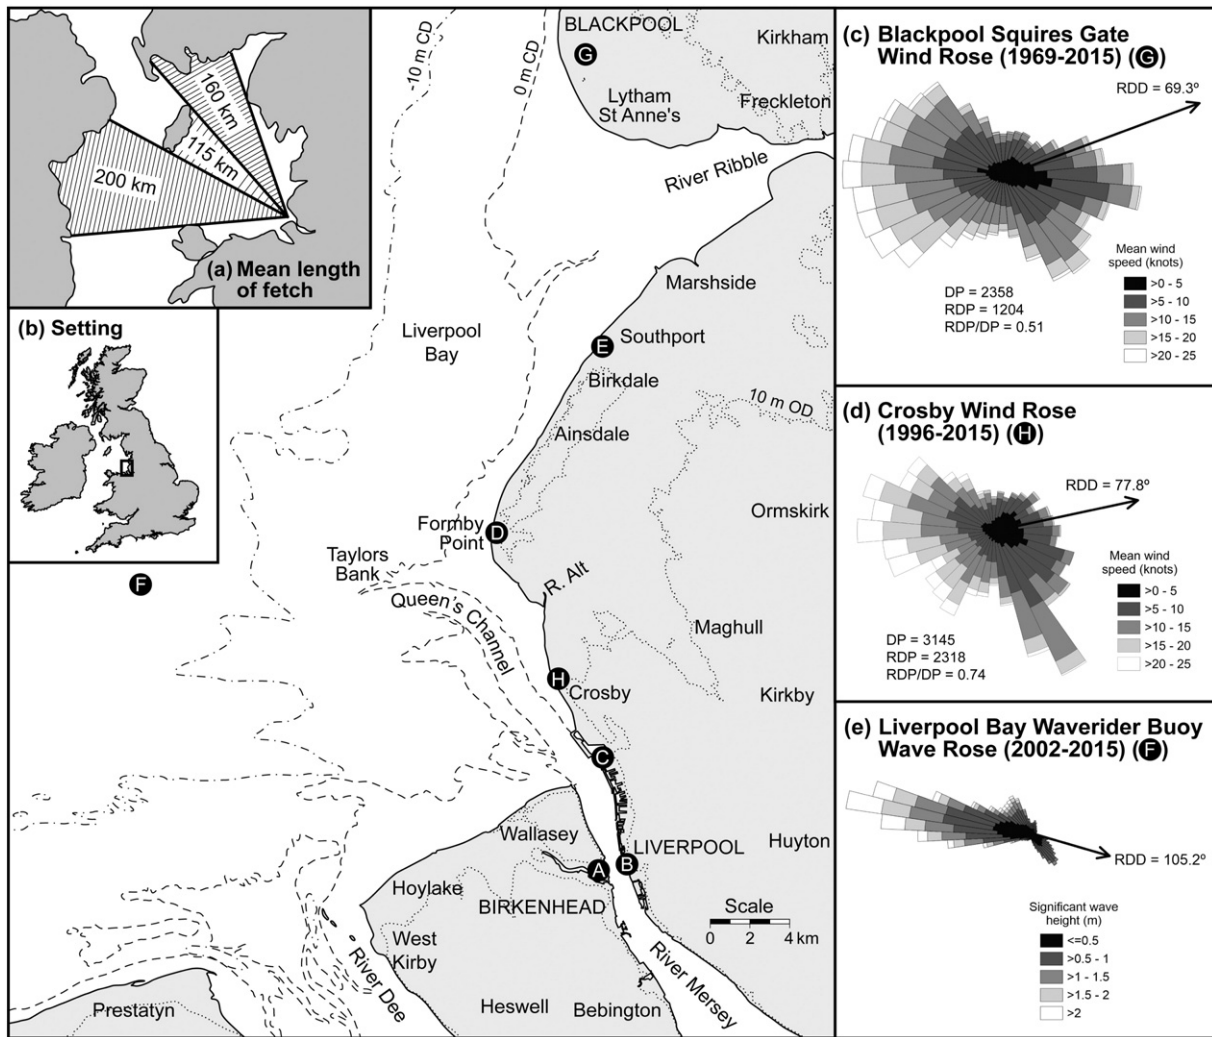 160 km
115 km
200 km
(a) Mean length
of fetch
(b) Setting
-10 m CD
0 m CD
BLACKPOOL
G
Kirkham
Lytham
St Anne's
Freckleton
River Ribble
Marshside
Liverpool
Bay
E
Southport
Birkdale
10 m OD
Ainsdale
Formby
Point
D
Ormskirk
Taylors
Bank
F
R. Alt
Queen's Channel
Maghull
H
Crosby
Kirkby
C
Wallasey
LIVERPOOL
Huyton
A
B
Hoylake
BIRKENHEAD
Scale
0 2 4 km
West
Kirby
River Dee
River Mersey
Prestatyn
Heswell
Bebington
(c) Blackpool Squires Gate
Wind Rose (1969-2015) (G)
RDD = 69.3º
Mean wind
speed (knots)
>0 - 5
>5 - 10
>10 - 15
>15 - 20
>20 - 25
DP = 2358
RDP = 1204
RDP/DP = 0.51
(d) Crosby Wind Rose
(1996-2015) (H)
RDD = 77.8º
Mean wind
speed (knots)
>0 - 5
>5 - 10
>10 - 15
>15 - 20
>20 - 25
DP = 3145
RDP = 2318
RDP/DP = 0.74
(e) Liverpool Bay Waverider Buoy
Wave Rose (2002-2015) (F)
RDD = 105.2º
Significant wave
height (m)
<=0.5
>0.5 - 1
>1 - 1.5
>1.5 - 2
>2